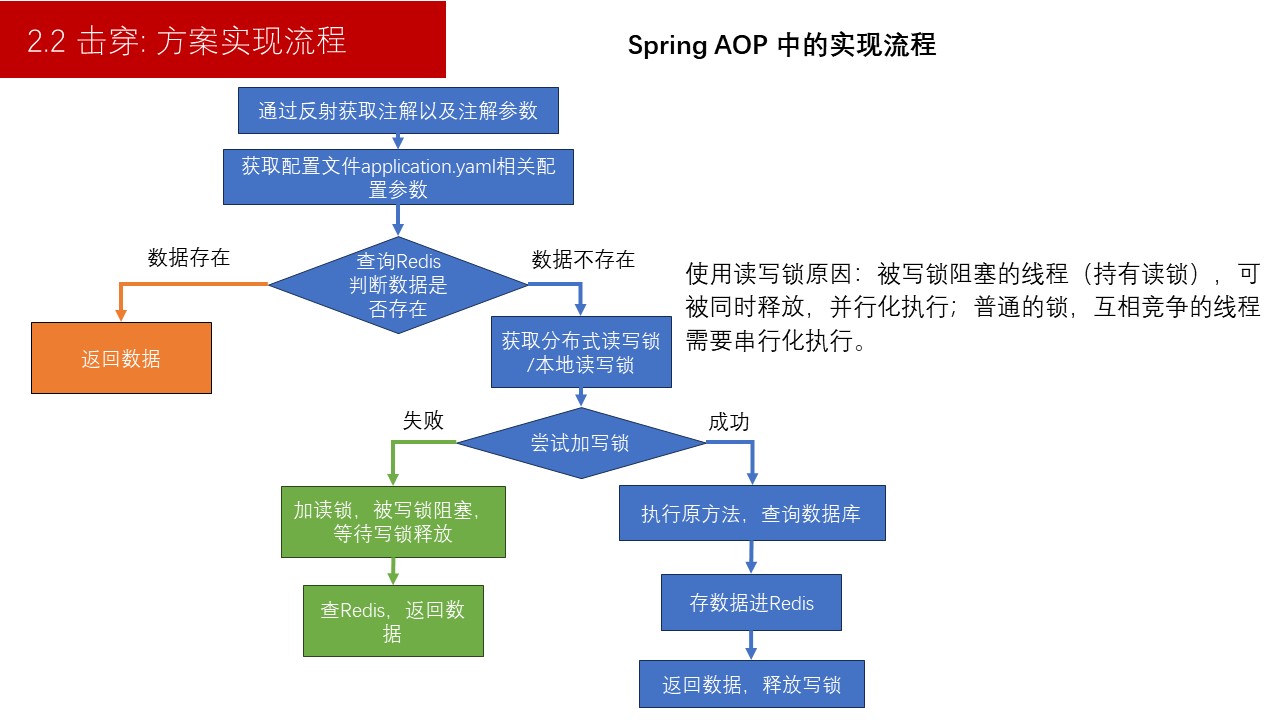 2.2 击穿: 方案实现流程
Spring AOP 中的实现流程
通过反射获取注解以及注解参数
获取配置文件application.yaml相关配
置参数
数据存在
查询Redis
判断数据是
否存在
数据不存在
使用读写锁原因：被写锁阻塞的线程（持有读锁），可
被同时释放，并行化执行；普通的锁，互相竞争的线程
需要串行化执行。
返回数据
获取分布式读写锁
/本地读写锁
失败
尝试加写锁
成功
加读锁，被写锁阻塞，
等待写锁释放
执行原方法，查询数据库
查Redis，返回数
据
存数据进Redis
返回数据，释放写锁